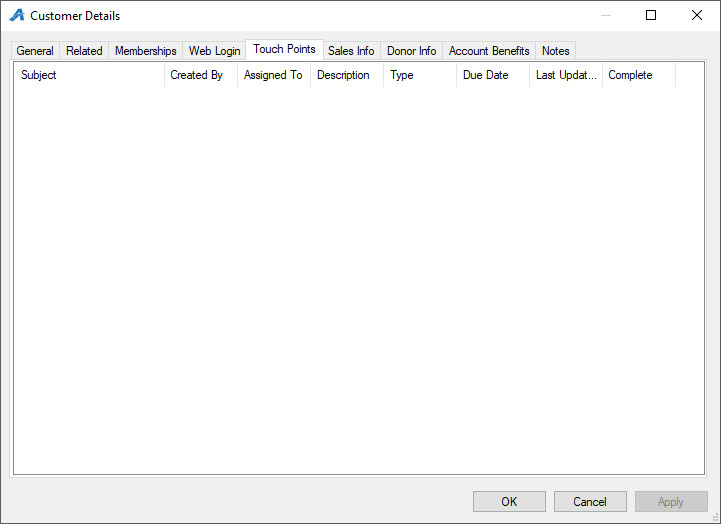 Customer Details
General Related Memberships Web Login Touch Points Sales Info Donor Info Account Benefits Notes
Subject Created By Assigned To Description Type Due Date Last Updat... Complete
OK Cancel Apply